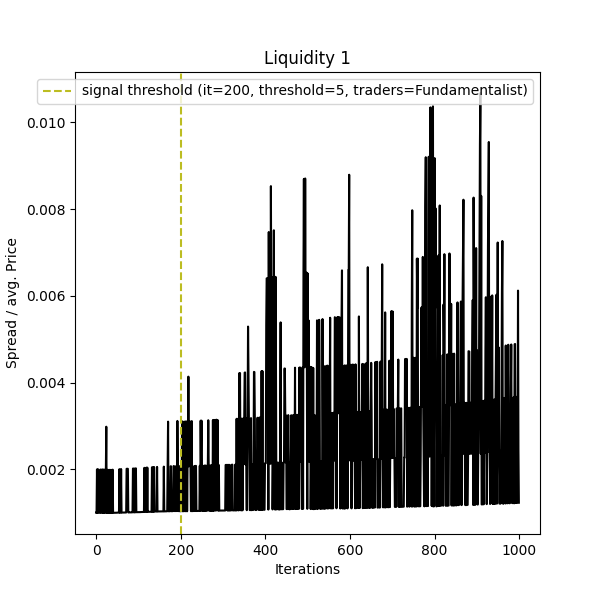 Liquidity 1
signal threshold (it=200, threshold=5, traders=Fundamentalist)
0.010
0.008
0.006
0.004
0.002
Spread / avg. Price
0 200 400 600 800 1000
Iterations